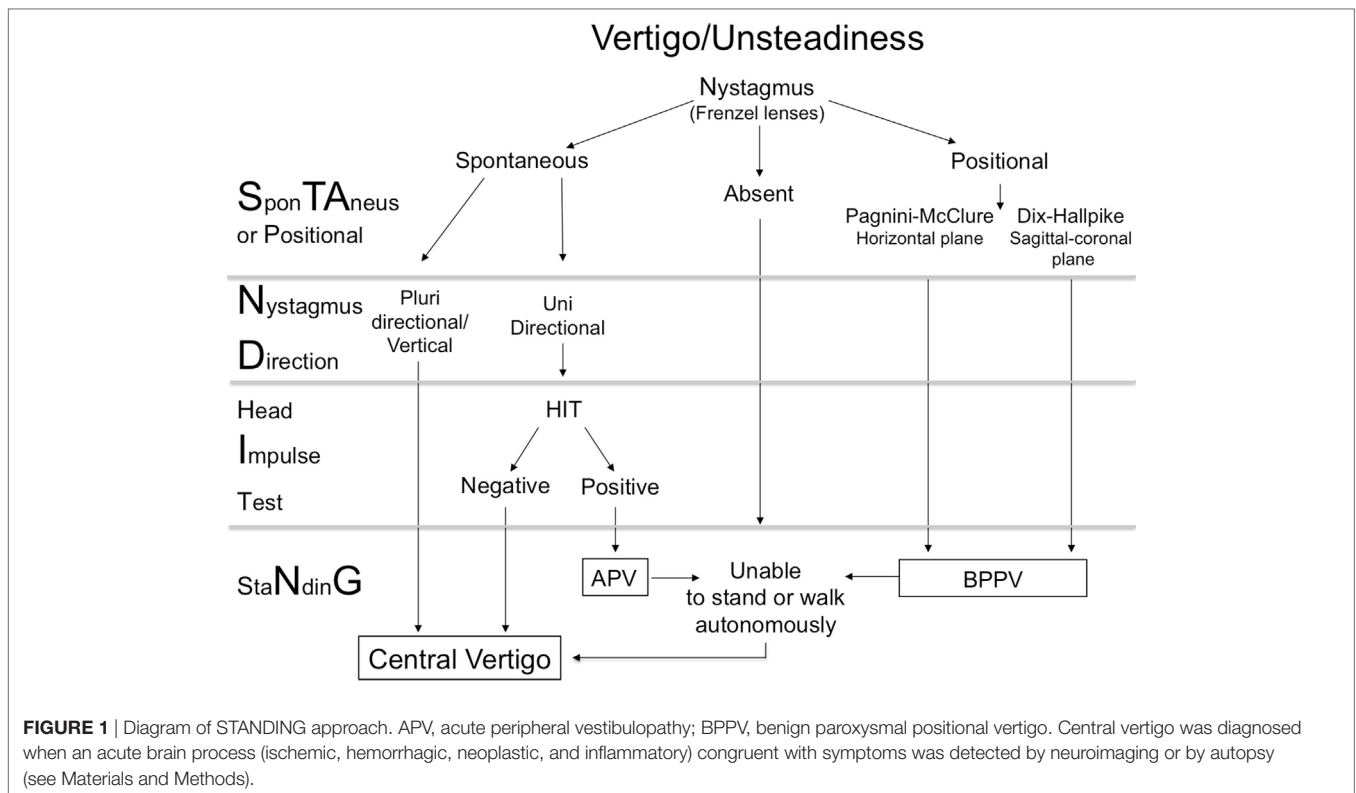 Vertigo/Unsteadiness
Nystagmus
(Frenzel lenses)
Spontaneous
Absent
Positional
Pagnini-McClure
Horizontal plane
Dix-Hallpike
Sagittal-coronal
plane
SponTAneus
or Positional
Nystagmus
Direction
Pluri
directional/
Vertical
Uni
Directional
Head
Impulse
Test
HIT
Negative
Positive
StaNdinG
APV
Unable
to stand or walk
autonomously
BPPV
Central Vertigo
FIGURE 1 | Diagram of STANDING approach. APV, acute peripheral vestibulopathy; BPPV, benign paroxysmal positional vertigo. Central vertigo was diagnosed
when an acute brain process (ischemic, hemorrhagic, neoplastic, and inflammatory) congruent with symptoms was detected by neuroimaging or by autopsy
(see Materials and Methods).